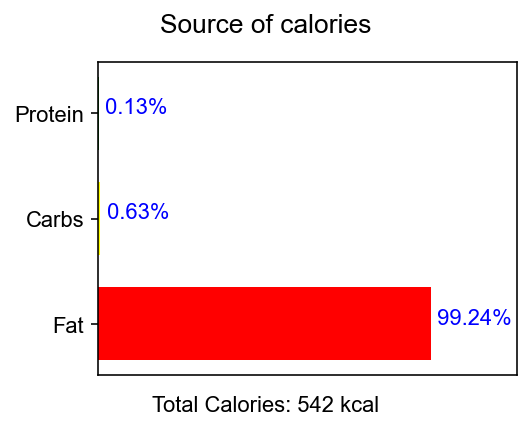 Source of calories
Protein 0.13%
Carbs 0.63%
Fat 99.24%
Total Calories: 542 kcal